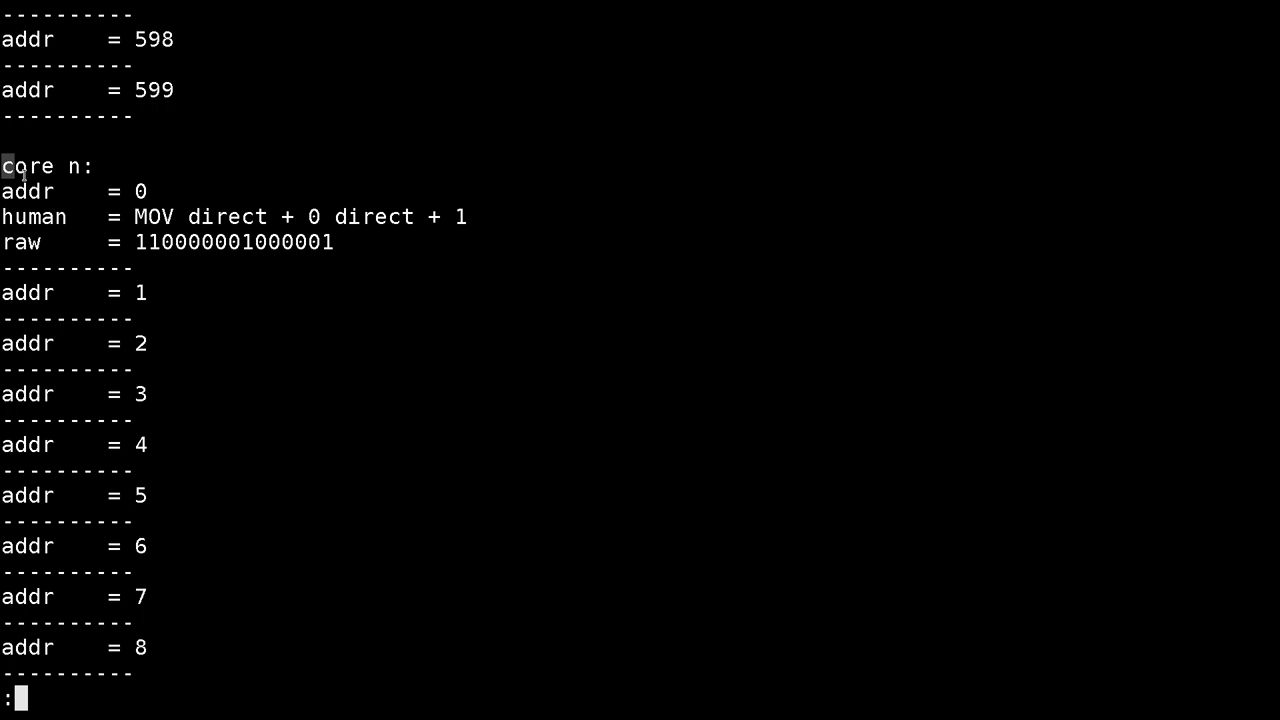 ----------
addr    = 598
----------
addr    = 599
----------

core n:
addr    = 0
human   = MOV direct + 0 direct + 1
raw     = 110000001000001
----------
addr    = 1
----------
addr    = 2
----------
addr    = 3
----------
addr    = 4
----------
addr    = 5
----------
addr    = 6
----------
addr    = 7
----------
addr    = 8
----------
: